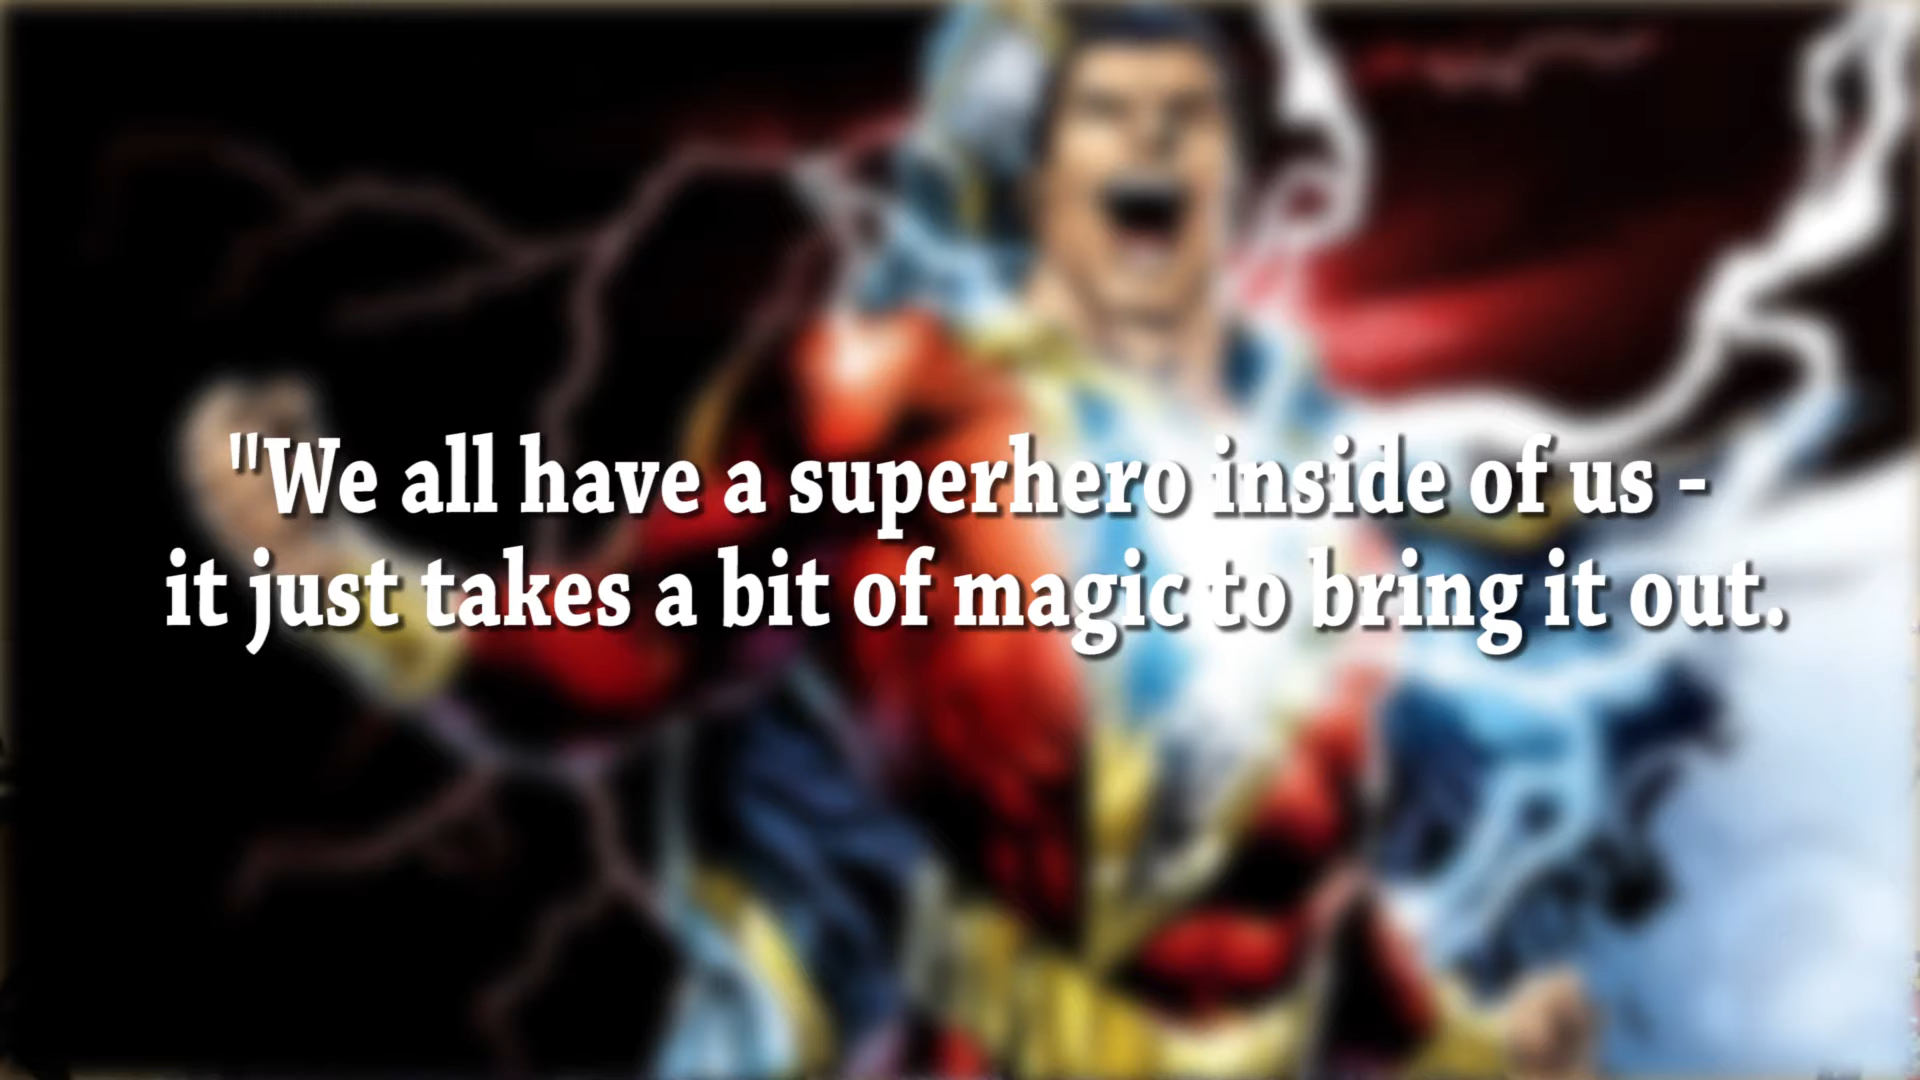 "We all have a superhero inside of us -
it just takes a bit of magic to bring it out.